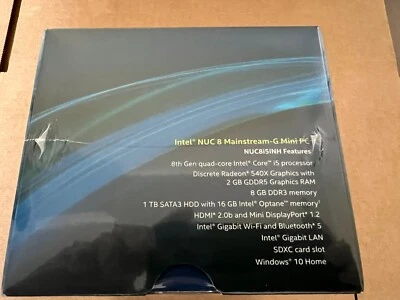 Intel® NUC 8 Mainstream-G Mini PC
NUC8i5INH Features
8th Gen quad-core Intel® Core™ i5 processor
Discrete Radeon® 540X Graphics with
2 GB GDDR5 Graphics RAM
8 GB DDR3 memory
1 TB SATA3 HDD with 16 GB Intel® Optane™ memory¹
HDMI® 2.0b and Mini DisplayPort® 1.2
Intel® Gigabit Wi-Fi and Bluetooth® 5
Intel® Gigabit LAN
SDXC card slot
Windows® 10 Home